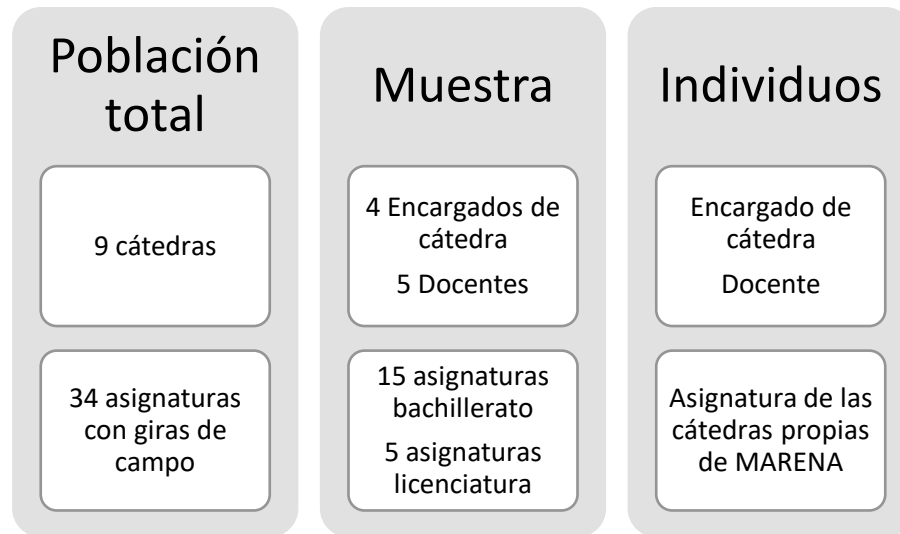 Población
total
9 cátedras
34 asignaturas
con giras de
campo
Muestra
4 Encargados de
cátedra
5 Docentes
15 asignaturas
bachillerato
5 asignaturas
licenciatura
Individuos
Encargado de
cátedra
Docente
Asignatura de las
cátedras propias
de MARENA